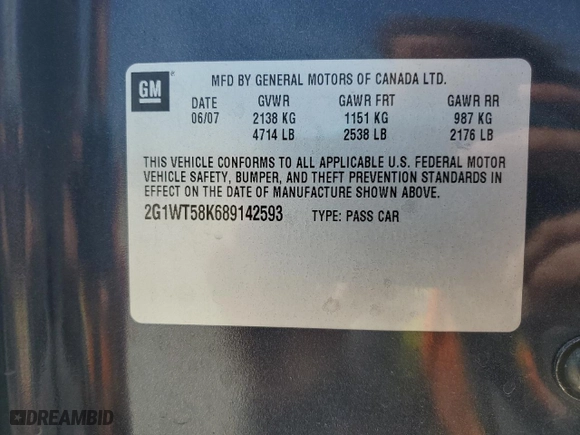 GM
MFD BY GENERAL MOTORS OF CANADA LTD.
DATE GVWR GAWR FRT GAWR RR
06/07 2138 KG 1151 KG 987 KG
4714 LB 2538 LB 2176 LB
THIS VEHICLE CONFORMS TO ALL APPLICABLE U.S. FEDERAL MOTOR
VEHICLE SAFETY, BUMPER, AND THEFT PREVENTION STANDARDS IN
EFFECT ON THE DATE OF MANUFACTURE SHOWN ABOVE.
2G1WT58K689142593 TYPE: PASS CAR
DREAMBID